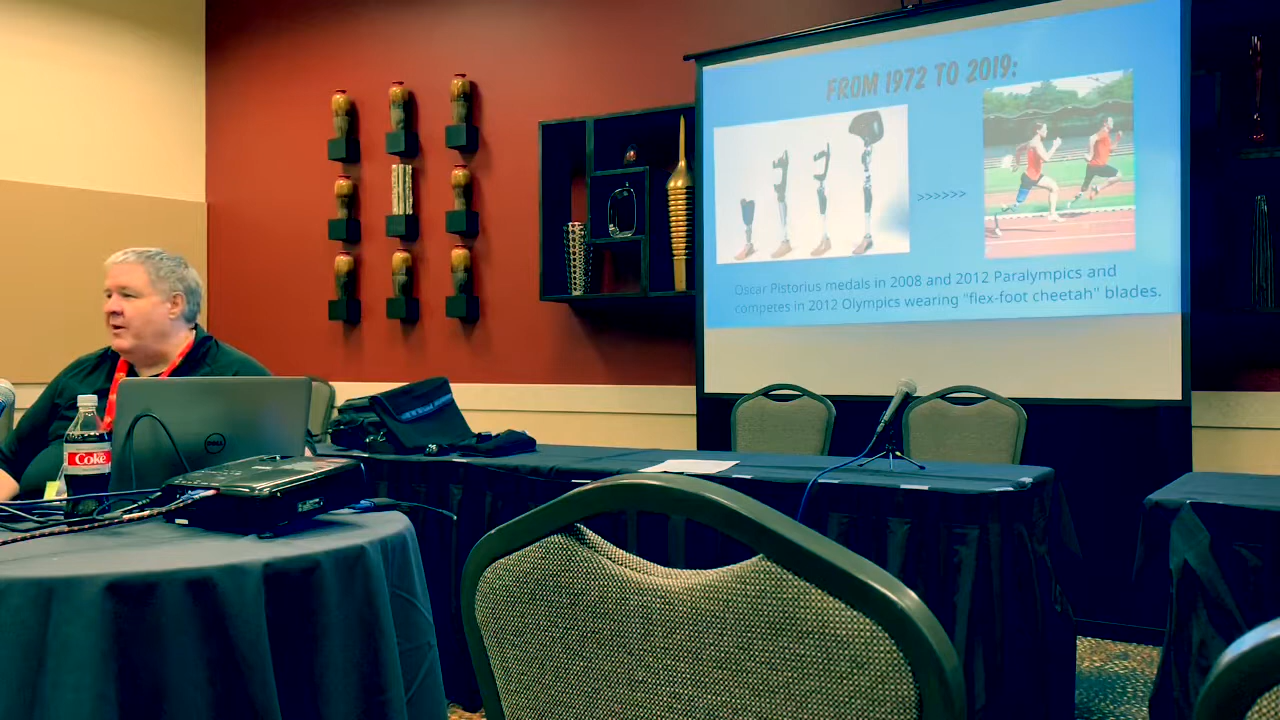 FROM 1972 TO 2019:
>>>>>>
Oscar Pistorius medals in 2008 and 2012 Paralympics and
competes in 2012 Olympics wearing "flex-foot cheetah" blades.
Coke
DELL